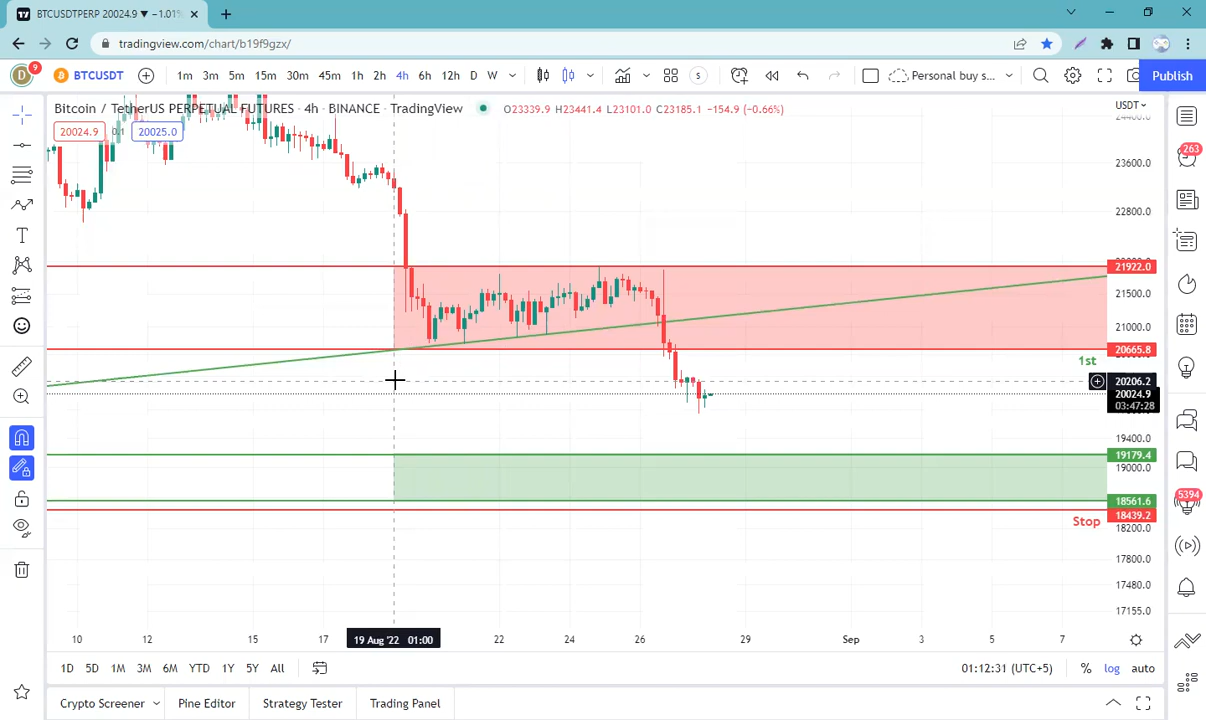 BTCUSDTPERP 20024.9 ▼ −1.01%
tradingview.com/chart/b19f9gzx/
D 9 BTCUSDT 1m 3m 5m 15m 30m 45m 1h 2h 4h 6h 12h D W S Personal buy s... Publish
Bitcoin / TetherUS PERPETUAL FUTURES · 4h · BINANCE · TradingView O23339.9 H23441.4 L23101.0 C23185.1 −154.9 (−0.66%) USDT
20024.9 0.1 20025.0
24400.0
263
23600.0
22800.0
21922.0
21500.0
21000.0
20665.8
1st
20206.2
20024.9
03:47:28
19400.0
19179.4
19000.0
18561.6
5394
18439.2
Stop
18200.0
17800.0
17480.0
17155.0
10 12 15 17 19 Aug '22 01:00 22 24 26 29 Sep 3 5 7
1D 5D 1M 3M 6M YTD 1Y 5Y All 01:12:31 (UTC+5) % log auto
Crypto Screener Pine Editor Strategy Tester Trading Panel